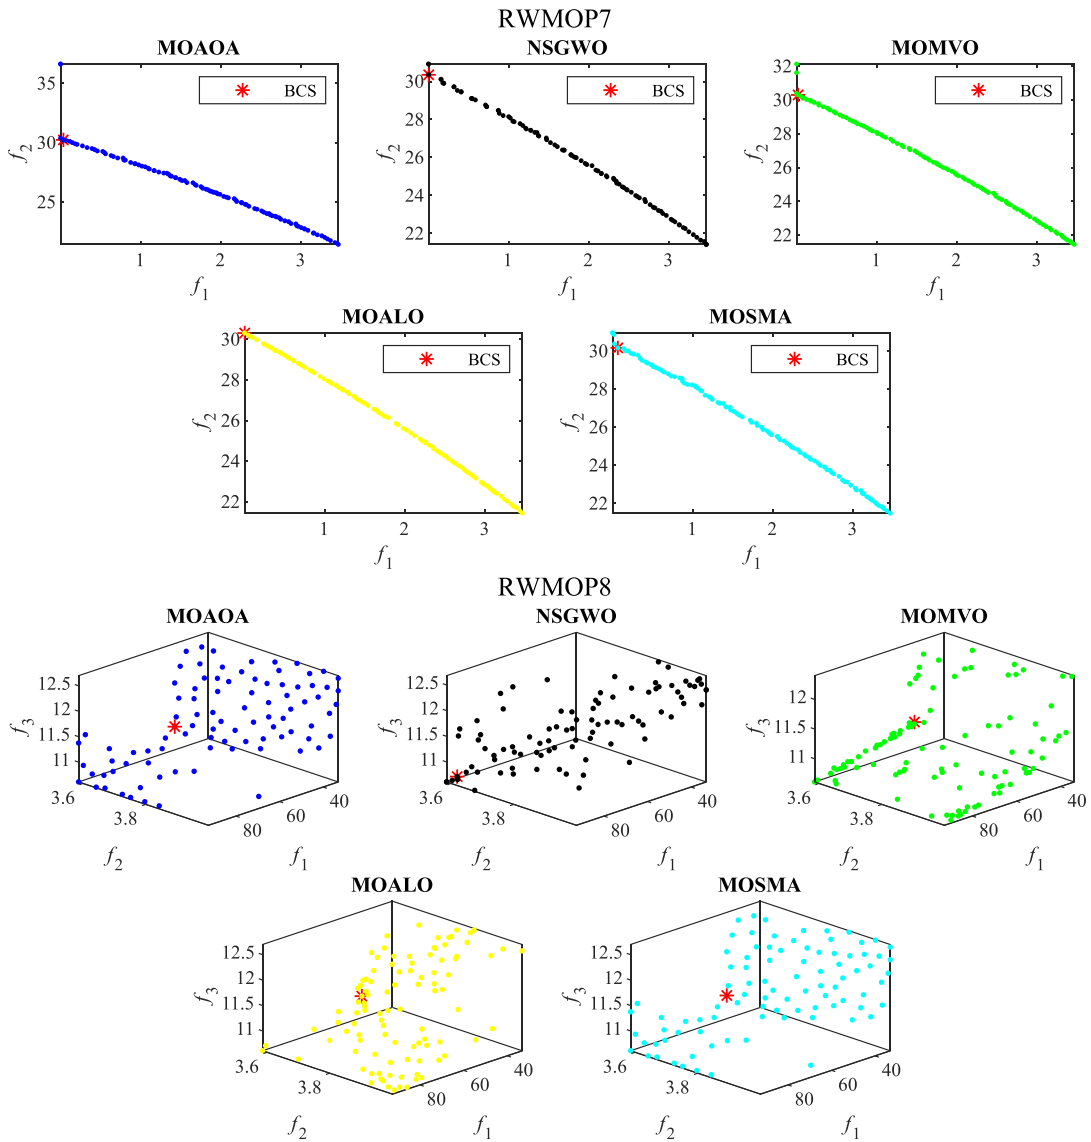 RWMOP7
MOAOA NSGWO MOMVO
BCS BCS BCS
35
30
25
f2
1 2 3
f1
30
28
26
24
22
f2
1 2 3
f1
32
30
28
26
24
22
f2
1 2 3
f1
MOALO MOSMA
BCS BCS
30
28
26
24
22
f2
1 2 3
f1
30
28
26
24
22
f2
1 2 3
f1
RWMOP8
MOAOA NSGWO MOMVO
12.5
12
11.5
11
f3
3.6
3.8
f2
80
60
40
f1
12.5
12
11.5
11
f3
3.6
3.8
f2
80
60
40
f1
12
11.5
11
f3
3.6
3.8
f2
80
60
40
f1
MOALO MOSMA
12.5
12
11.5
11
f3
3.6
3.8
f2
80
60
40
f1
12.5
12
11.5
11
f3
3.6
3.8
f2
80
60
40
f1